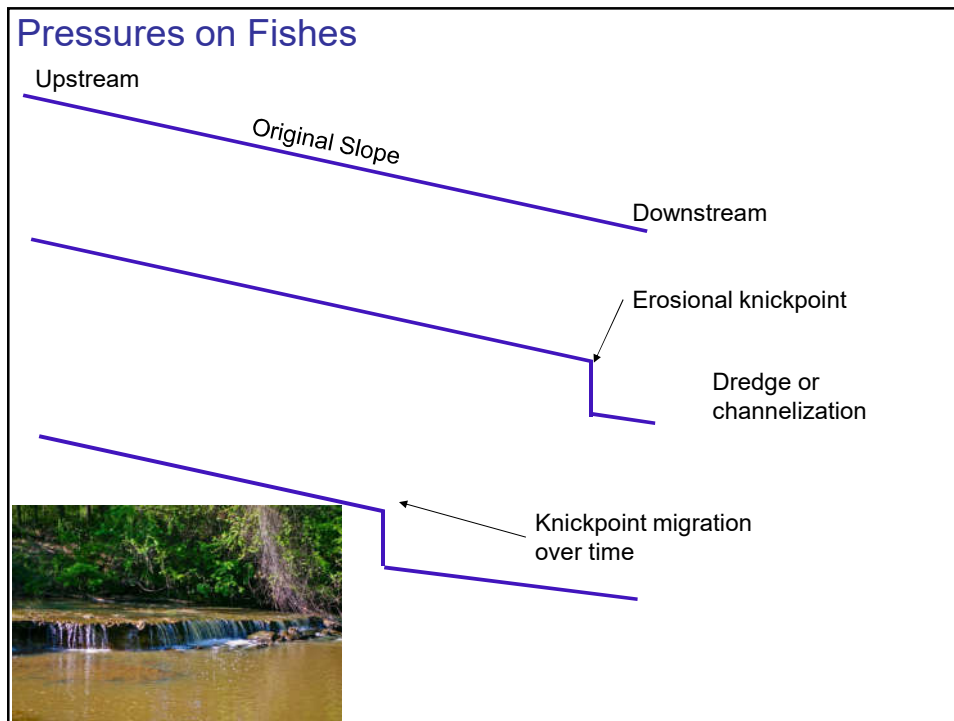 Pressures on Fishes
Upstream
Original Slope
Downstream
Erosional knickpoint
Dredge or
channelization
Knickpoint migration
over time